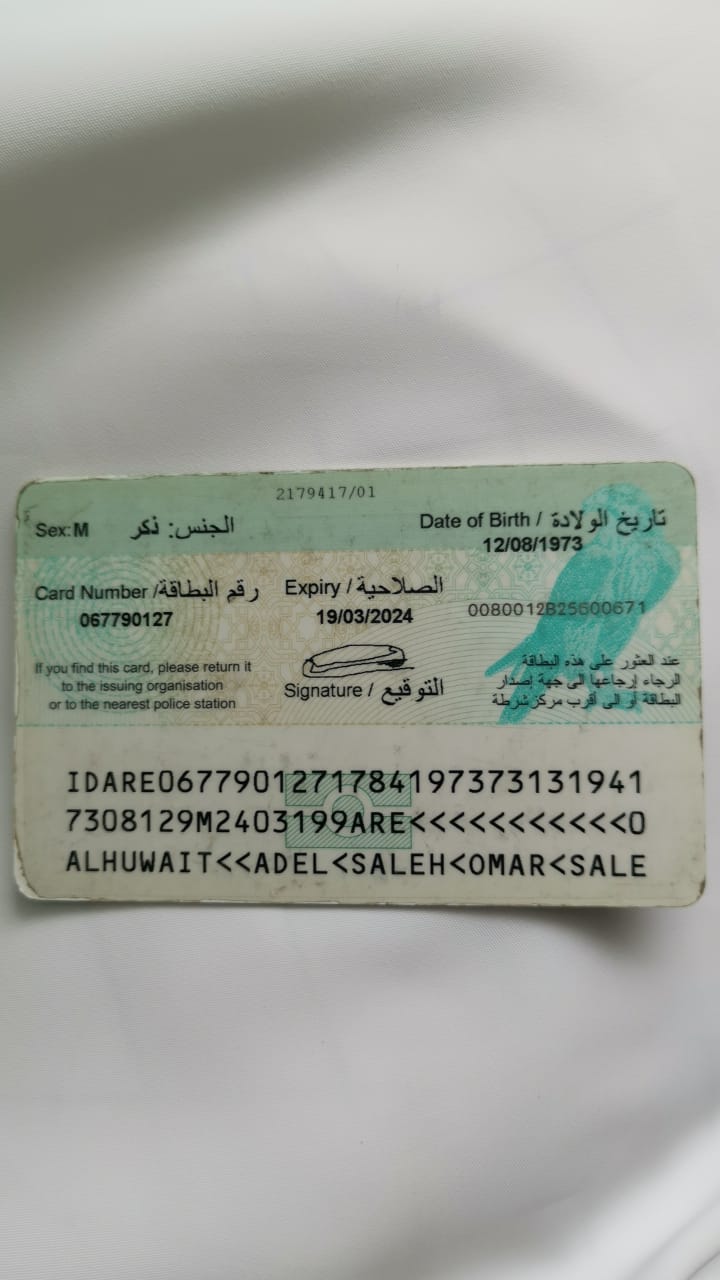 2179417/01
Sex: M الجنس: ذكر
Date of Birth / تاريخ الولادة
12/08/1973
Card Number / رقم البطاقة
067790127
Expiry / الصلاحية
19/03/2024
0080012B25600671
If you find this card, please return it
to the issuing organisation
or to the nearest police station
Signature / التوقيع
عند العثور على هذه البطاقة
الرجاء إرجاعها الى جهة إصدار
البطاقة أو الى أقرب مركز شرطة
IDARE0677901271784197373131941
7308129M2403199ARE<<<<<<<<<<<0
ALHUWAIT<<ADEL<SALEH<OMAR<SALE